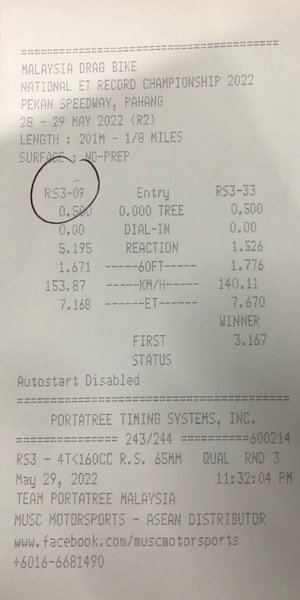 ==============================
MALAYSIA DRAG BIKE
NATIONAL ET RECORD CHAMPIONSHIP 2022
PEKAN SPEEDWAY, PAHANG
28 - 29 MAY 2022 (R2)
LENGTH : 201M - 1/8 MILES
SURFACE : NO-PREP
RS3-09 Entry RS3-33
0.500 0.000 TREE 0.500
0.00 DIAL-IN 0.00
5.195 REACTION 1.526
1.671 -----60FT----- 1.776
153.87 -----KM/H----- 140.11
7.168 ------ET------ 7.670
WINNER
FIRST 3.167
STATUS
Autostart Disabled
==============================
PORTATREE TIMING SYSTEMS, INC.
============ 243/244 ==========600214
RS3 - 4T<160CC R.S. 65MM QUAL RND 3
May 29, 2022 11:32:04 PM
TEAM PORTATREE MALAYSIA
MUSC MOTORSPORTS - ASEAN DISTRIBUTOR
www.facebook.com/muscmotorsports
+6016-6681490